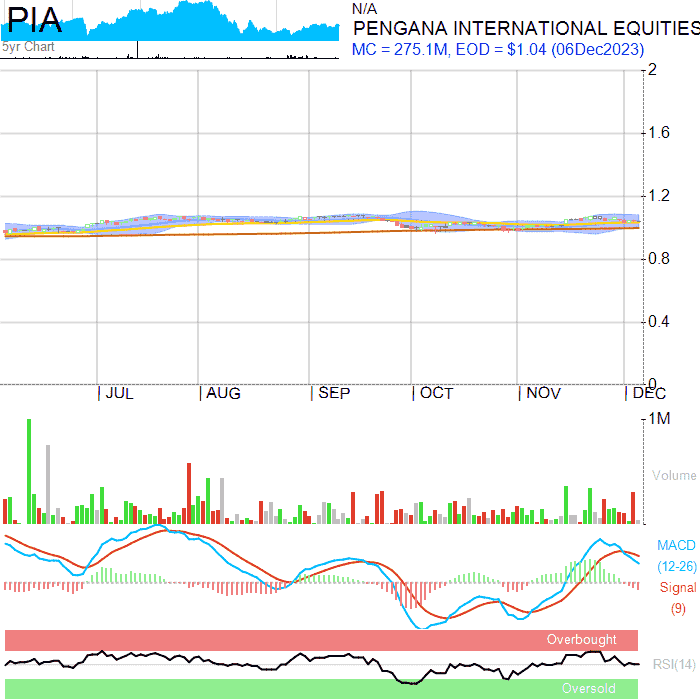 PIA
5yr Chart
N/A
PENGANA INTERNATIONAL EQUITIES
MC = 275.1M, EOD = $1.04 (06Dec2023)
2
1.6
1.2
0.8
0.4
0
JUL AUG SEP OCT NOV DEC
1M
Volume
MACD
(12-26)
Signal
(9)
Overbought
RSI(14)
Oversold